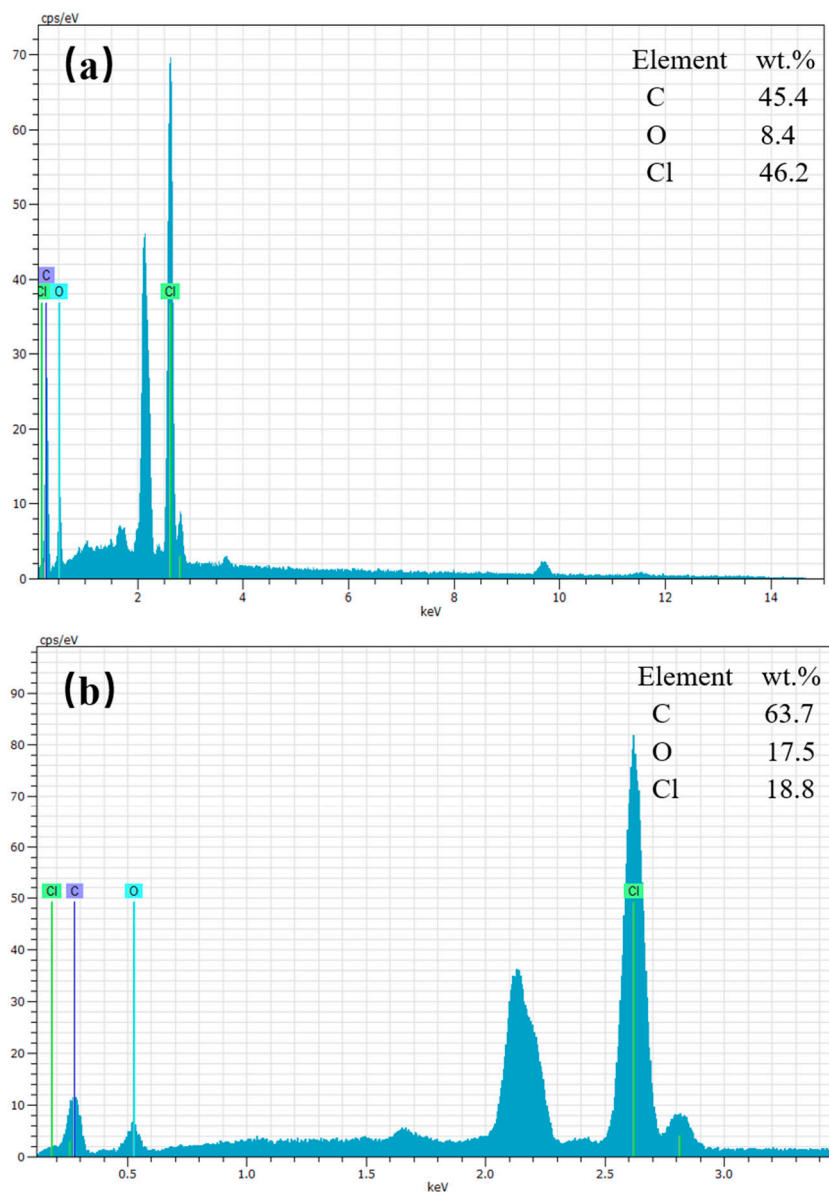 cps/eV
(a)
Element wt.%
C 45.4
O 8.4
Cl 46.2
70
60
50
40
30
20
10
0
C
Cl O Cl
2 4 6 8 10 12 14
keV
cps/eV
(b)
Element wt.%
C 63.7
O 17.5
Cl 18.8
90
80
70
60
50
40
30
20
10
0
Cl C O Cl
0.5 1.0 1.5 2.0 2.5 3.0
keV